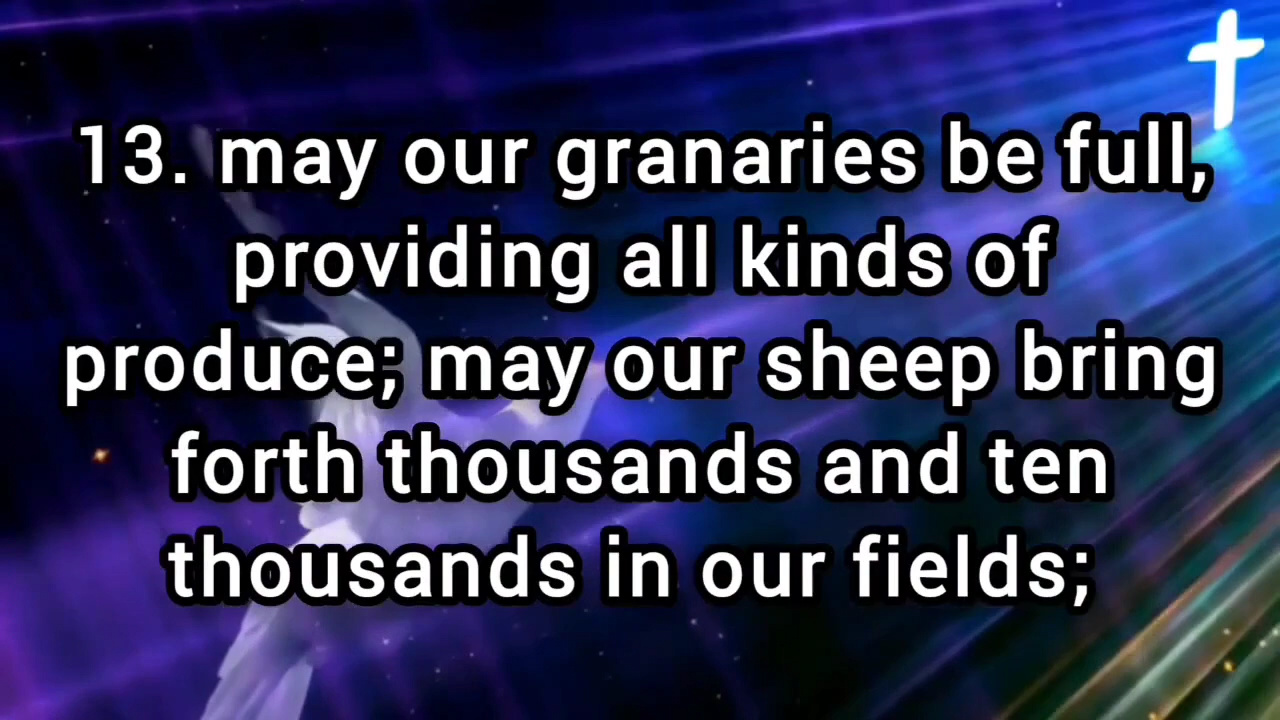 13. may our granaries be full,
providing all kinds of
produce; may our sheep bring
forth thousands and ten
thousands in our fields;